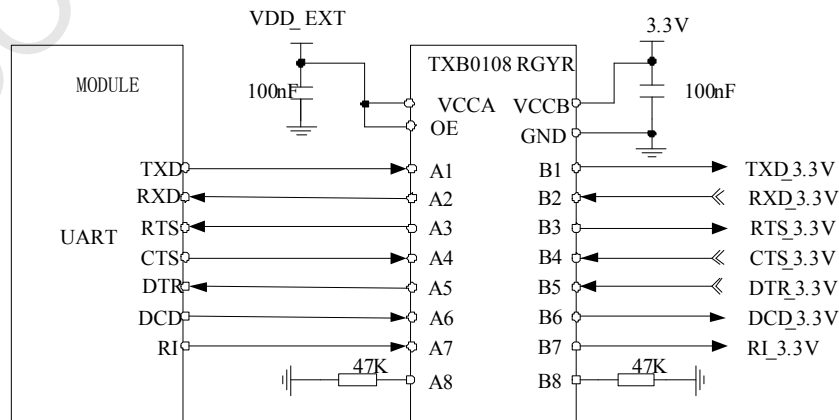 VDD_EXT
3.3V
MODULE
100nF
TXB0108 RGYR
100nF
VCCA VCCB
OE
GND
TXD A1 B1 TXD_3.3V
RXD A2 B2 RXD_3.3V
RTS A3 B3 RTS_3.3V
UART
CTS A4 B4 CTS_3.3V
DTR A5 B5 DTR_3.3V
DCD A6 B6 DCD_3.3V
RI A7 B7 RI_3.3V
47K A8 B8 47K